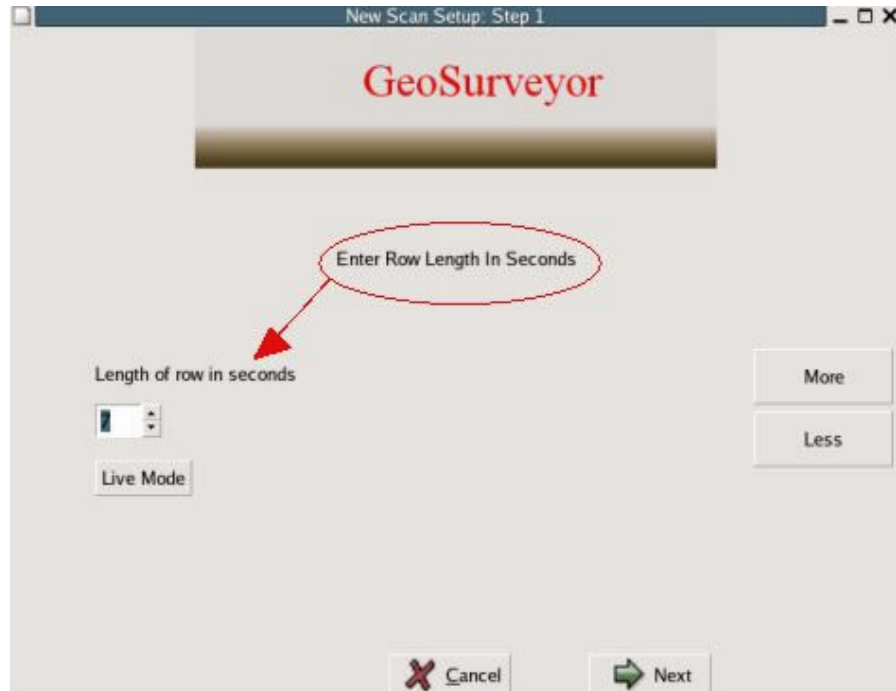 New Scan Setup: Step 1
GeoSurveyor
Enter Row Length In Seconds
Length of row in seconds
7
Live Mode
More
Less
Cancel
Next